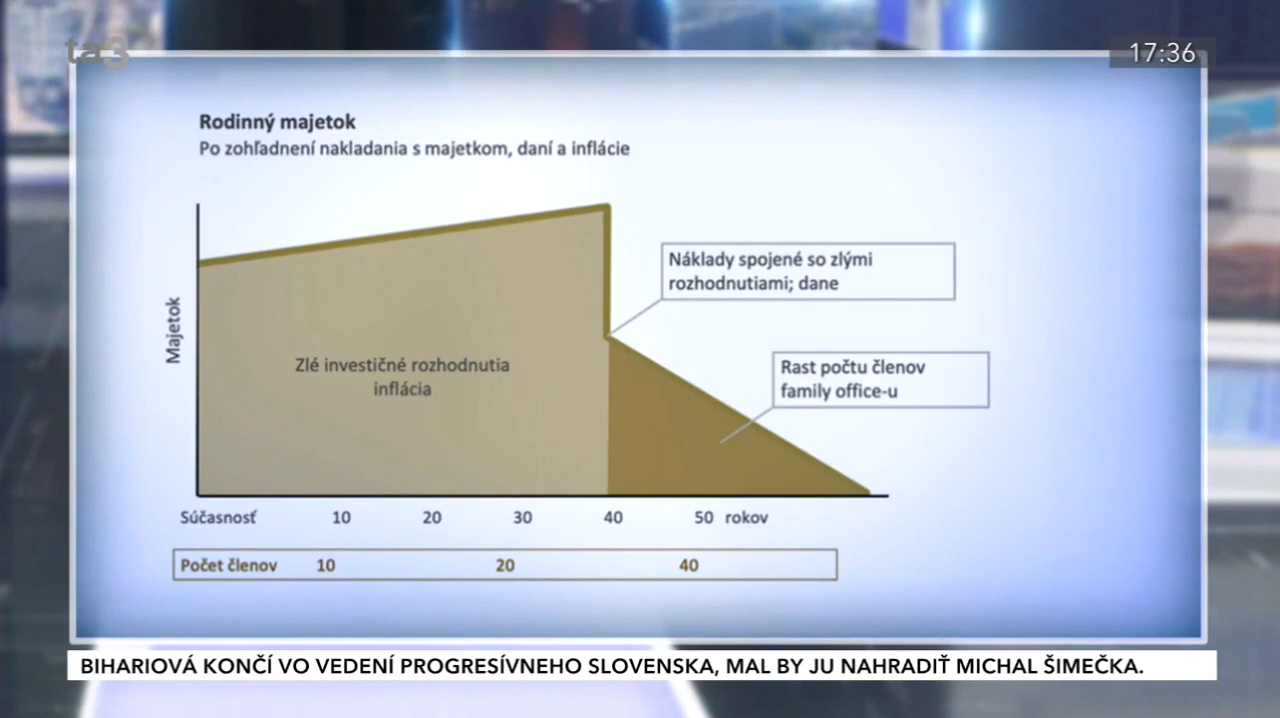 ta3
17:36
Rodinný majetok
Po zohľadnení nakladania s majetkom, daní a inflácie
Majetok
Náklady spojené so zlými
rozhodnutiami; dane
Zlé investičné rozhodnutia
inflácia
Rast počtu členov
family office-u
Súčasnosť 10 20 30 40 50 rokov
Počet členov 10 20 40
BIHARIOVÁ KONČÍ VO VEDENÍ PROGRESÍVNEHO SLOVENSKA, MAL BY JU NAHRADIŤ MICHAL ŠIMEČKA.